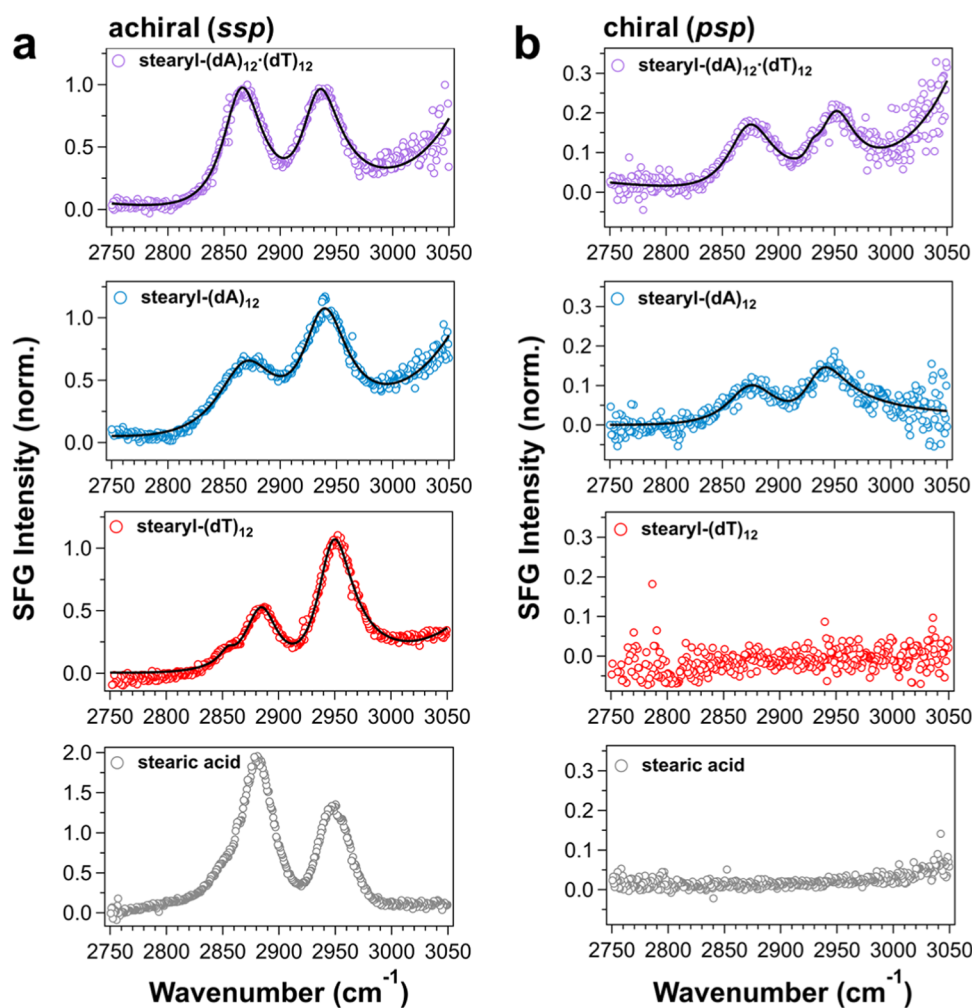 a achiral (ssp)
stearyl-(dA)12·(dT)12
1.0
0.5
0.0
2750 2800 2850 2900 2950 3000 3050
stearyl-(dA)12
1.0
0.5
0.0
2750 2800 2850 2900 2950 3000 3050
stearyl-(dT)12
1.0
0.5
0.0
2750 2800 2850 2900 2950 3000 3050
stearic acid
2.0
1.5
1.0
0.5
0.0
2750 2800 2850 2900 2950 3000 3050
SFG Intensity (norm.)
Wavenumber (cm-1)
b chiral (psp)
stearyl-(dA)12·(dT)12
0.3
0.2
0.1
0.0
2750 2800 2850 2900 2950 3000 3050
stearyl-(dA)12
0.3
0.2
0.1
0.0
2750 2800 2850 2900 2950 3000 3050
stearyl-(dT)12
0.3
0.2
0.1
0.0
2750 2800 2850 2900 2950 3000 3050
stearic acid
0.3
0.2
0.1
0.0
2750 2800 2850 2900 2950 3000 3050
SFG Intensity (norm.)
Wavenumber (cm-1)